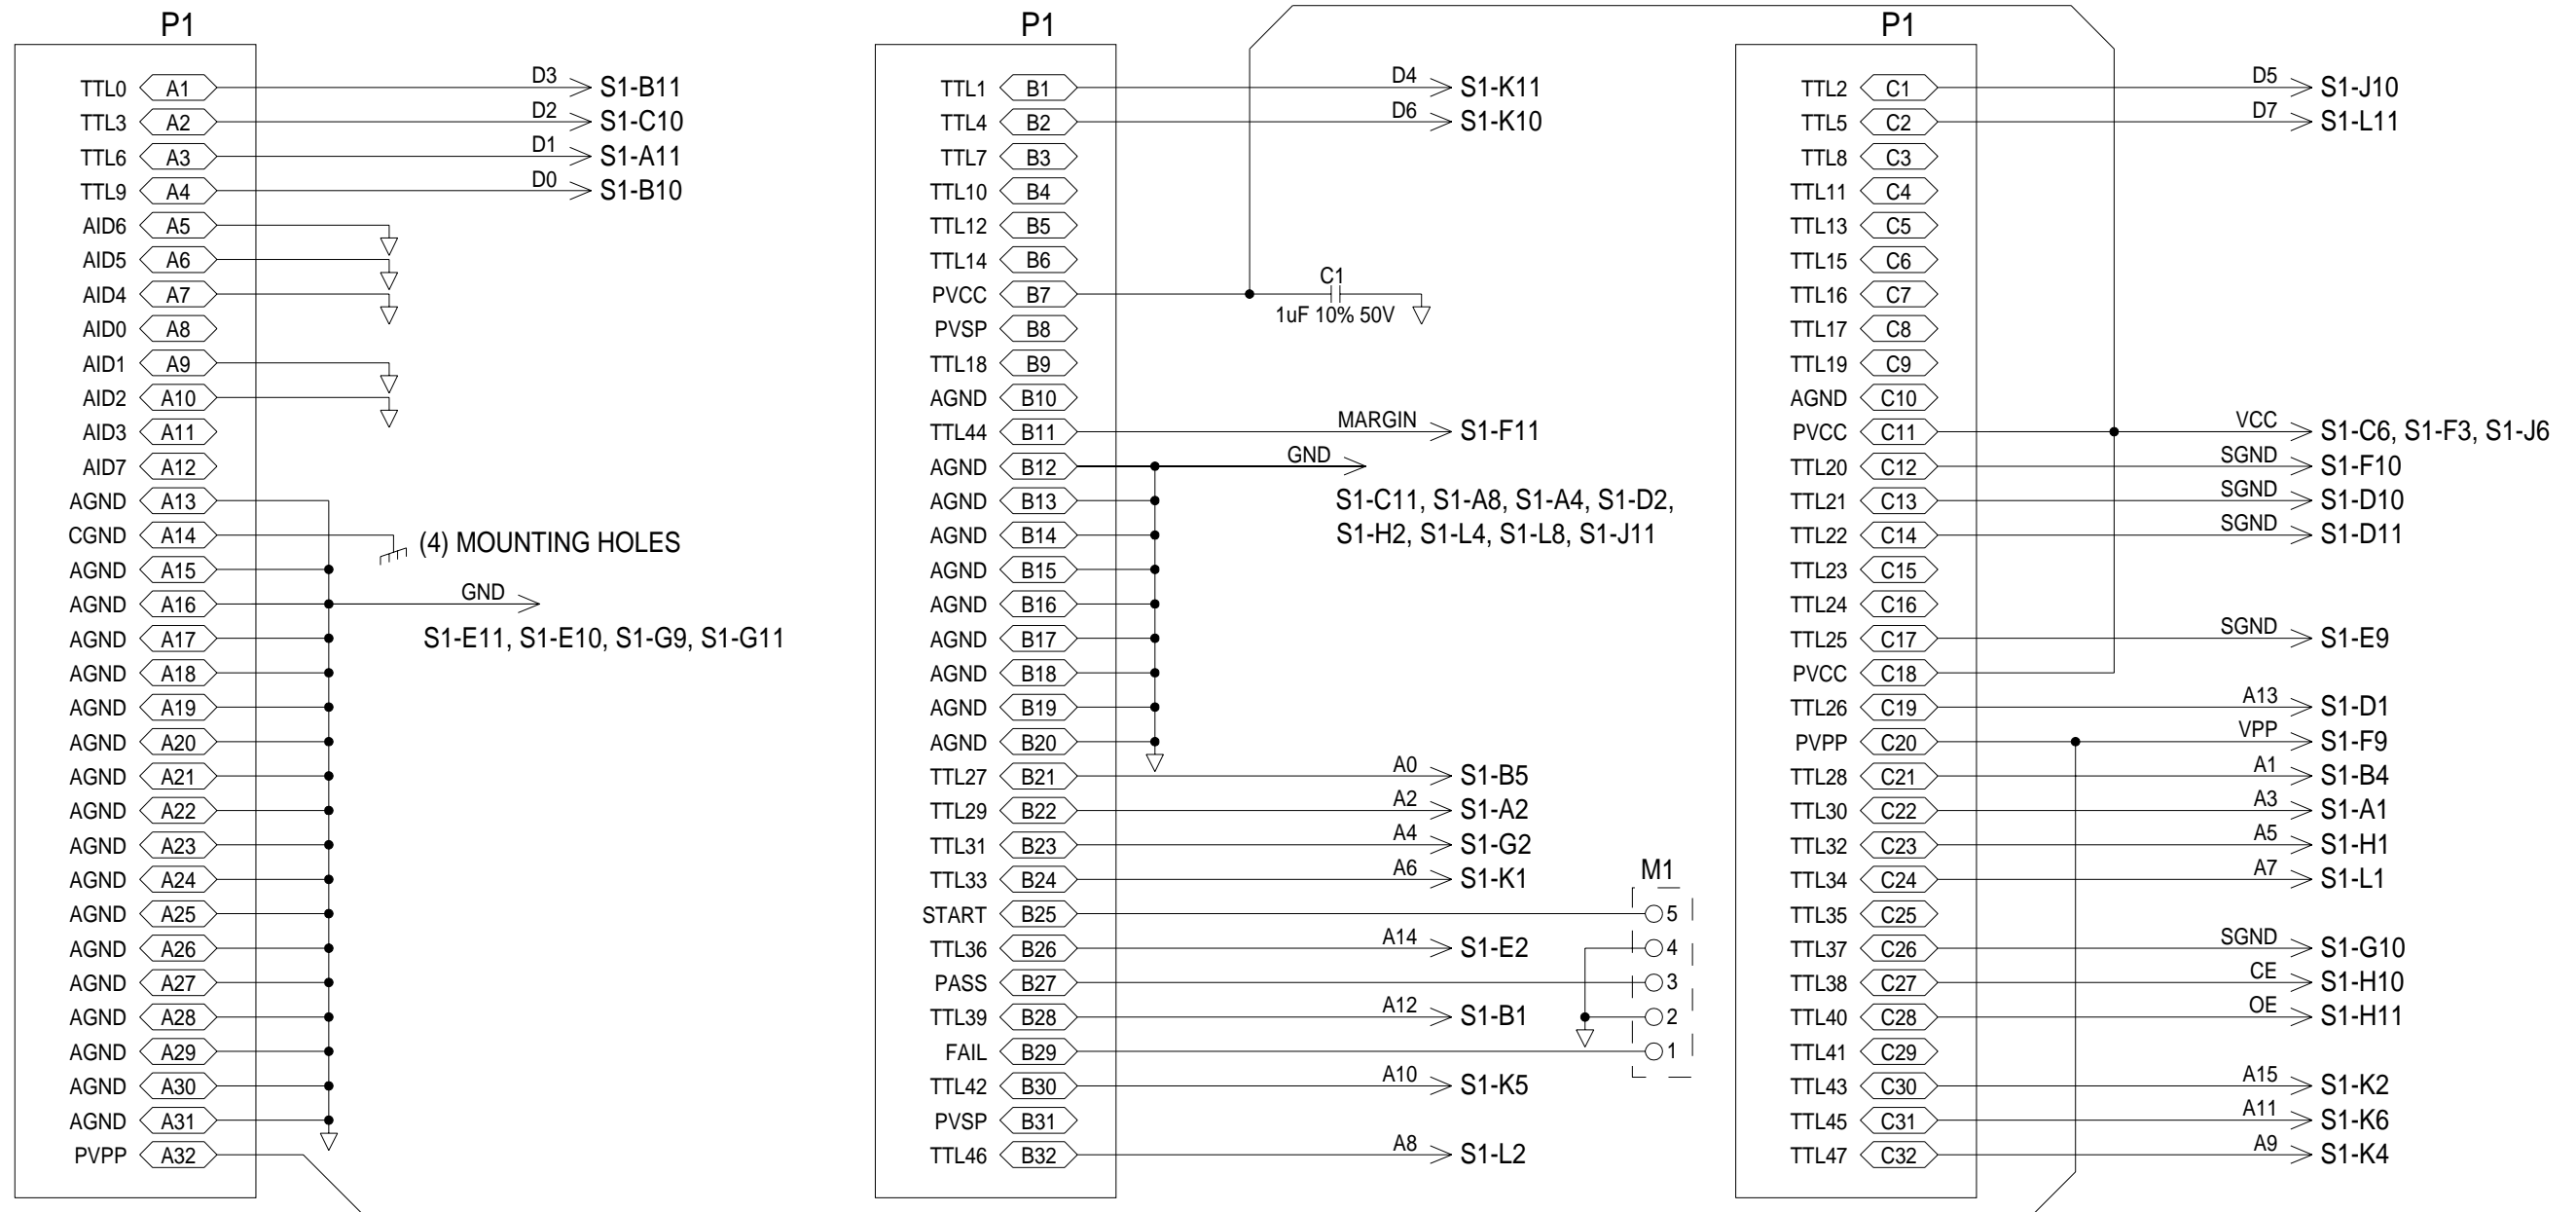 P1
TTL0 A1 D3 S1-B11
TTL3 A2 D2 S1-C10
TTL6 A3 D1 S1-A11
TTL9 A4 D0 S1-B10
AID6 A5
AID5 A6
AID4 A7
AID0 A8
AID1 A9
AID2 A10
AID3 A11
AID7 A12
AGND A13
CGND A14 (4) MOUNTING HOLES
AGND A15
AGND A16 GND
AGND A17 S1-E11, S1-E10, S1-G9, S1-G11
AGND A18
AGND A19
AGND A20
AGND A21
AGND A22
AGND A23
AGND A24
AGND A25
AGND A26
AGND A27
AGND A28
AGND A29
AGND A30
AGND A31
PVPP A32
P1
TTL1 B1 D4 S1-K11
TTL4 B2 D6 S1-K10
TTL7 B3
TTL10 B4
TTL12 B5
TTL14 B6
C1
PVCC B7
1uF 10% 50V
PVSP B8
TTL18 B9
AGND B10
TTL44 B11 MARGIN S1-F11
AGND B12 GND
AGND B13 S1-C11, S1-A8, S1-A4, S1-D2,
AGND B14 S1-H2, S1-L4, S1-L8, S1-J11
AGND B15
AGND B16
AGND B17
AGND B18
AGND B19
AGND B20
TTL27 B21 A0 S1-B5
TTL29 B22 A2 S1-A2
TTL31 B23 A4 S1-G2
TTL33 B24 A6 S1-K1
M1
START B25 5
TTL36 B26 A14 S1-E2 4
PASS B27 3
TTL39 B28 A12 S1-B1 2
FAIL B29 1
TTL42 B30 A10 S1-K5
PVSP B31
TTL46 B32 A8 S1-L2
P1
TTL2 C1 D5 S1-J10
TTL5 C2 D7 S1-L11
TTL8 C3
TTL11 C4
TTL13 C5
TTL15 C6
TTL16 C7
TTL17 C8
TTL19 C9
AGND C10
PVCC C11 VCC S1-C6, S1-F3, S1-J6
TTL20 C12 SGND S1-F10
TTL21 C13 SGND S1-D10
TTL22 C14 SGND S1-D11
TTL23 C15
TTL24 C16
TTL25 C17 SGND S1-E9
PVCC C18
TTL26 C19 A13 S1-D1
PVPP C20 VPP S1-F9
TTL28 C21 A1 S1-B4
TTL30 C22 A3 S1-A1
TTL32 C23 A5 S1-H1
TTL34 C24 A7 S1-L1
TTL35 C25
TTL37 C26 SGND S1-G10
TTL38 C27 CE S1-H10
TTL40 C28 OE S1-H11
TTL41 C29
TTL43 C30 A15 S1-K2
TTL45 C31 A11 S1-K6
TTL47 C32 A9 S1-K4